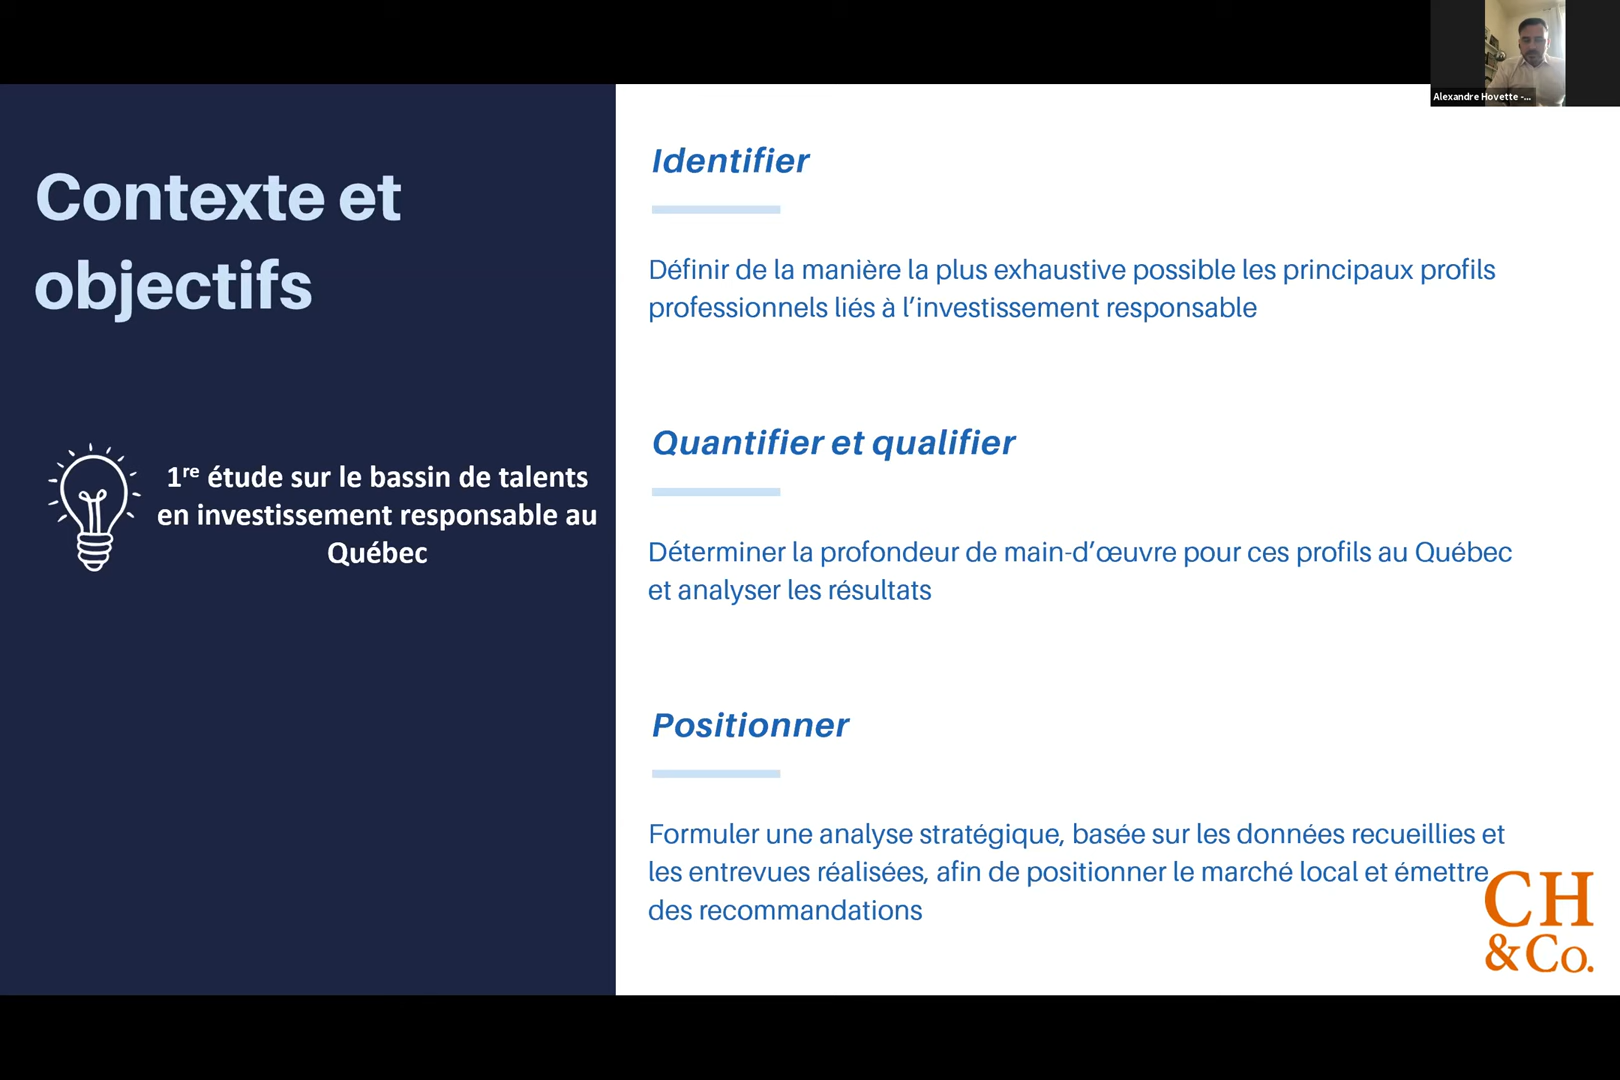 Alexandre Hovette -...
Contexte et
objectifs
1re étude sur le bassin de talents
en investissement responsable au
Québec
Identifier
Définir de la manière la plus exhaustive possible les principaux profils
professionnels liés à l’investissement responsable
Quantifier et qualifier
Déterminer la profondeur de main-d’œuvre pour ces profils au Québec
et analyser les résultats
Positionner
Formuler une analyse stratégique, basée sur les données recueillies et
les entrevues réalisées, afin de positionner le marché local et émettre
des recommandations
CH
&Co.